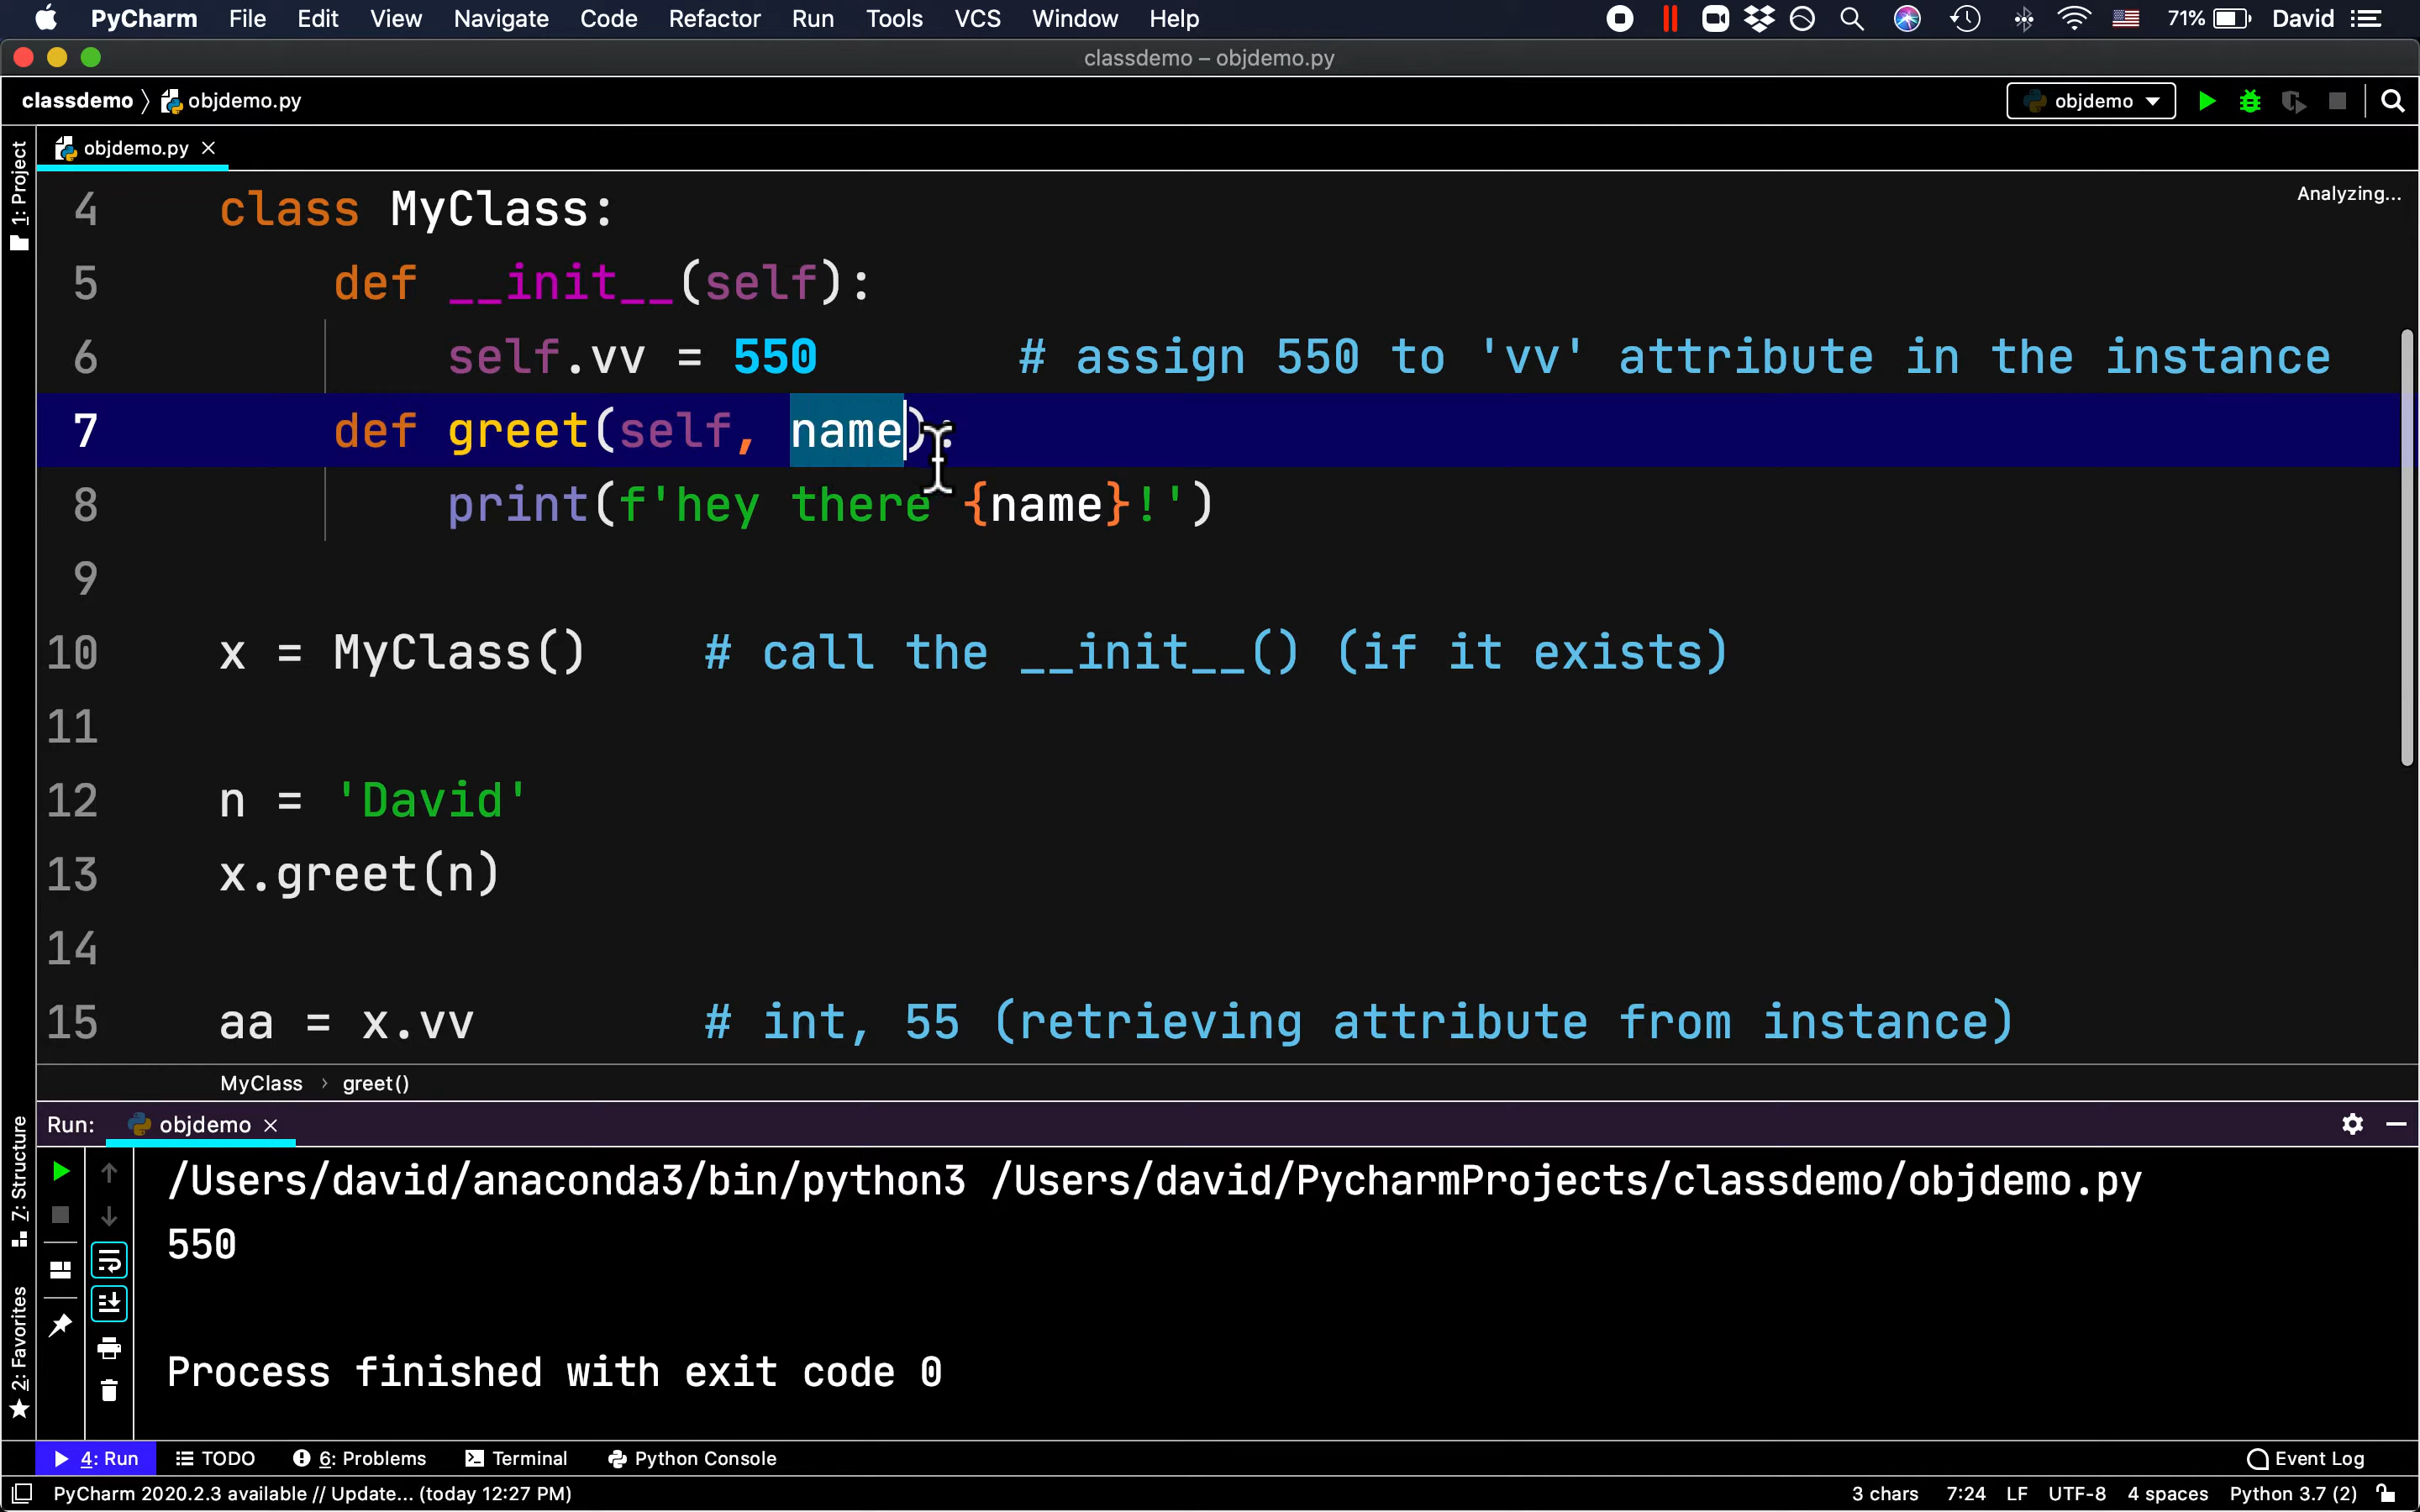 PyCharm File Edit View Navigate Code Refactor Run Tools VCS Window Help 71% David
classdemo – objdemo.py
classdemo objdemo.py objdemo
objdemo.py
1: Project
Analyzing...
4 class MyClass:
5 def __init__(self):
6 self.vv = 550 # assign 550 to 'vv' attribute in the instance
7 def greet(self, name):
8 print(f'hey there {name}!')
9
10 x = MyClass() # call the __init__() (if it exists)
11
12 n = 'David'
13 x.greet(n)
14
15 aa = x.vv # int, 55 (retrieving attribute from instance)
MyClass › greet()
Run: objdemo
7: Structure
2: Favorites
/Users/david/anaconda3/bin/python3 /Users/david/PycharmProjects/classdemo/objdemo.py
550
Process finished with exit code 0
4: Run TODO 6: Problems Terminal Python Console Event Log
PyCharm 2020.2.3 available // Update... (today 12:27 PM) 3 chars 7:24 LF UTF-8 4 spaces Python 3.7 (2)